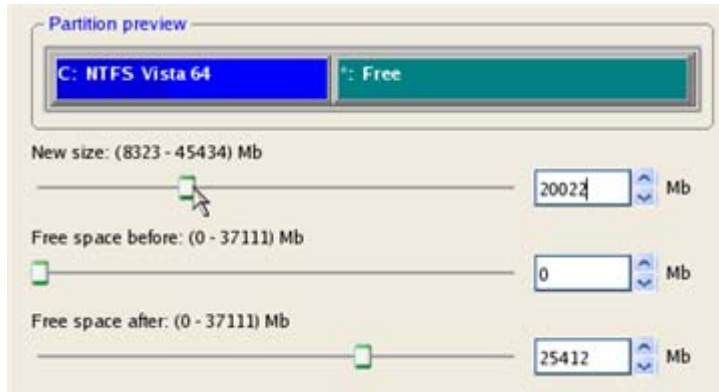 Partition preview
C: NTFS Vista 64 *: Free
New size: (8323 - 45434) Mb
20022 Mb
Free space before: (0 - 37111) Mb
0 Mb
Free space after: (0 - 37111) Mb
25412 Mb